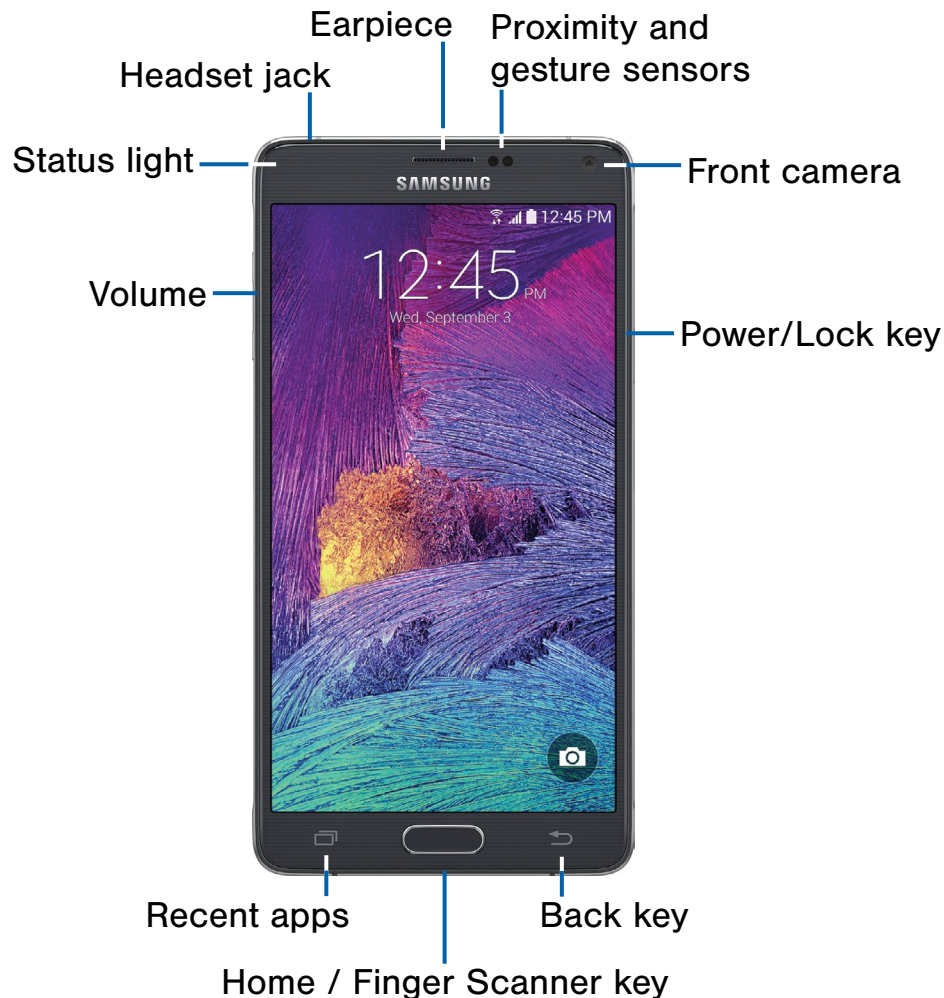 Earpiece
Proximity and
gesture sensors
Headset jack
Status light
Front camera
SAMSUNG
12:45 PM
12:45 PM
Wed, September 3
Volume
Power/Lock key
Recent apps
Back key
Home / Finger Scanner key